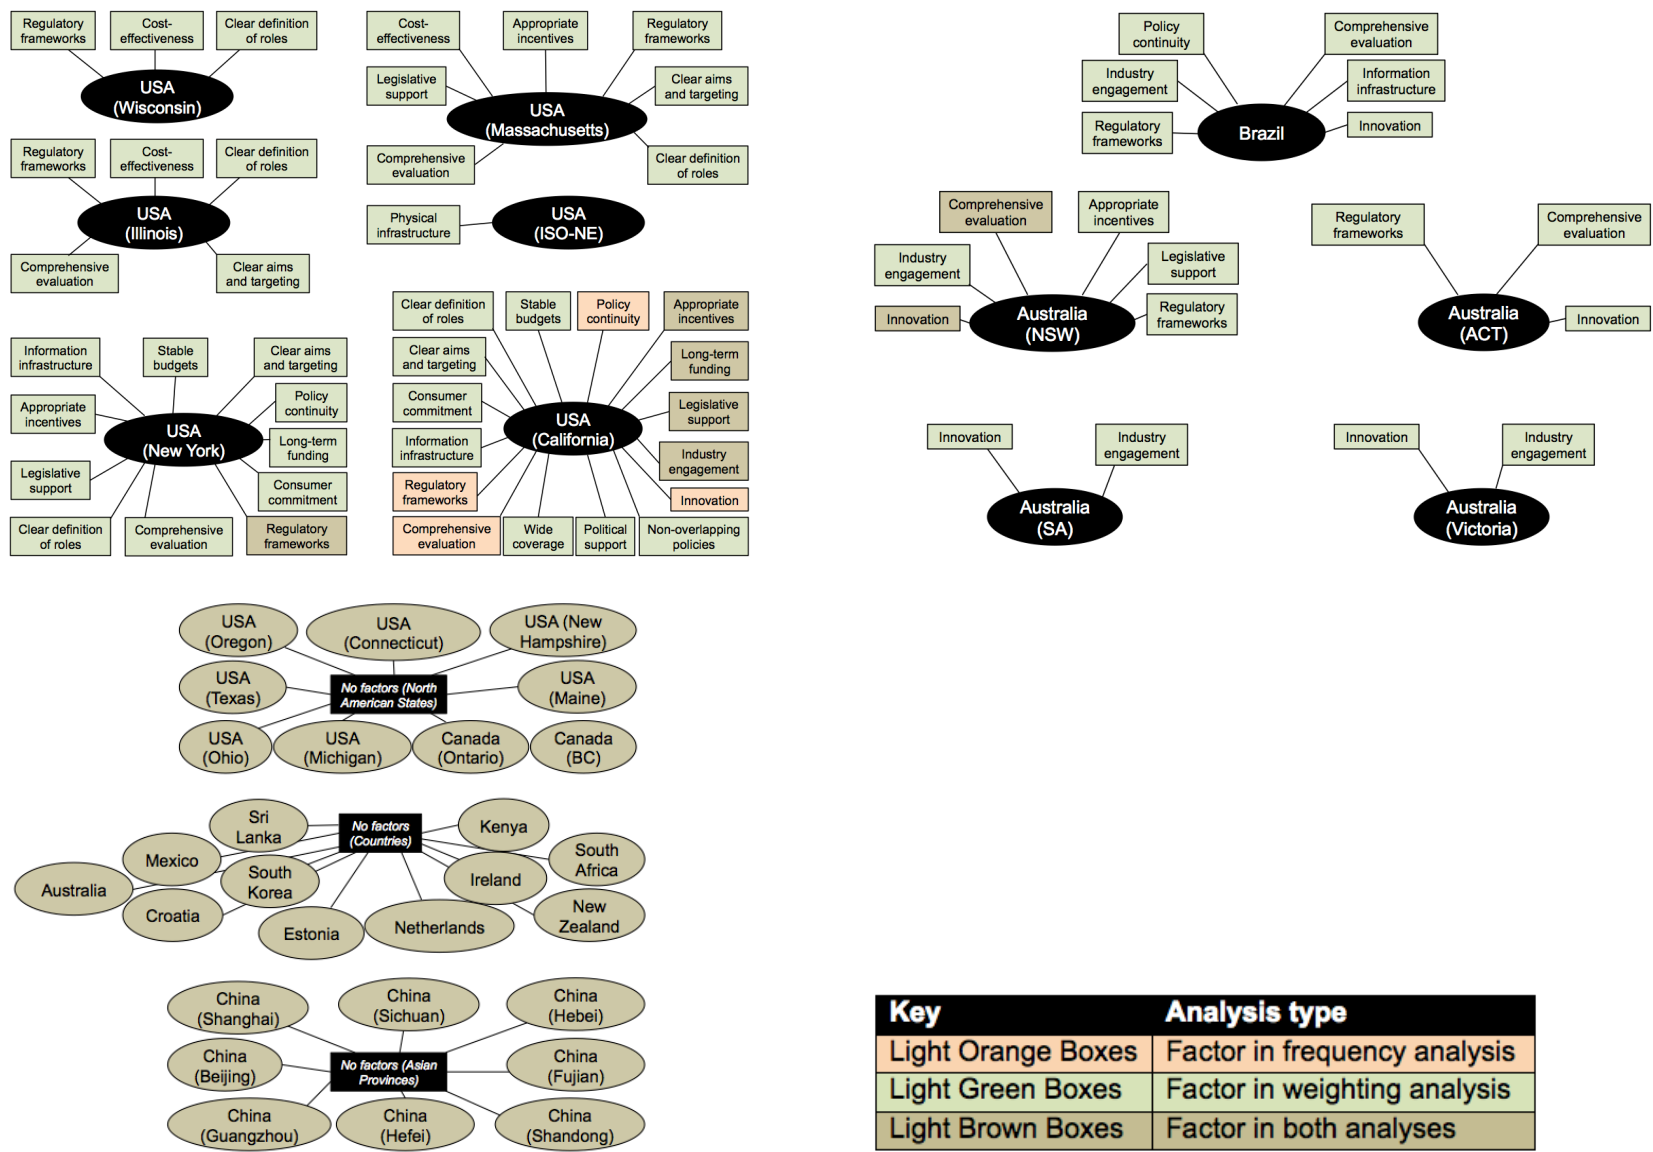 Regulatory
frameworks
Cost-
effectiveness
Clear definition
of roles
USA
(Wisconsin)
Cost-
effectiveness
Appropriate
incentives
Regulatory
frameworks
Legislative
support
Clear aims
and targeting
USA
(Massachusetts)
Comprehensive
evaluation
Clear definition
of roles
Policy
continuity
Comprehensive
evaluation
Industry
engagement
Information
infrastructure
Regulatory
frameworks
Innovation
Brazil
Regulatory
frameworks
Cost-
effectiveness
Clear definition
of roles
USA
(Illinois)
Comprehensive
evaluation
Clear aims
and targeting
Physical
infrastructure
USA
(ISO-NE)
Comprehensive
evaluation
Appropriate
incentives
Industry
engagement
Legislative
support
Innovation
Regulatory
frameworks
Australia
(NSW)
Regulatory
frameworks
Comprehensive
evaluation
Australia
(ACT)
Innovation
Information
infrastructure
Stable
budgets
Clear aims
and targeting
Appropriate
incentives
Policy
continuity
USA
(New York)
Long-term
funding
Legislative
support
Consumer
commitment
Clear definition
of roles
Comprehensive
evaluation
Regulatory
frameworks
Clear definition
of roles
Stable
budgets
Policy
continuity
Appropriate
incentives
Clear aims
and targeting
Long-term
funding
Consumer
commitment
Legislative
support
USA
(California)
Information
infrastructure
Industry
engagement
Regulatory
frameworks
Innovation
Comprehensive
evaluation
Wide
coverage
Political
support
Non-overlapping
policies
Innovation
Industry
engagement
Australia
(SA)
Innovation
Industry
engagement
Australia
(Victoria)
USA
(Oregon)
USA
(Connecticut)
USA (New
Hampshire)
USA
(Texas)
No factors (North
American States)
USA
(Maine)
USA
(Ohio)
USA
(Michigan)
Canada
(Ontario)
Canada
(BC)
Sri
Lanka
No factors
(Countries)
Kenya
Mexico
South
Africa
Australia
South
Korea
Ireland
Croatia
Estonia
Netherlands
New
Zealand
China
(Shanghai)
China
(Sichuan)
China
(Hebei)
China
(Beijing)
No factors (Asian
Provinces)
China
(Fujian)
China
(Guangzhou)
China
(Hefei)
China
(Shandong)
Key Analysis type
Light Orange Boxes Factor in frequency analysis
Light Green Boxes Factor in weighting analysis
Light Brown Boxes Factor in both analyses